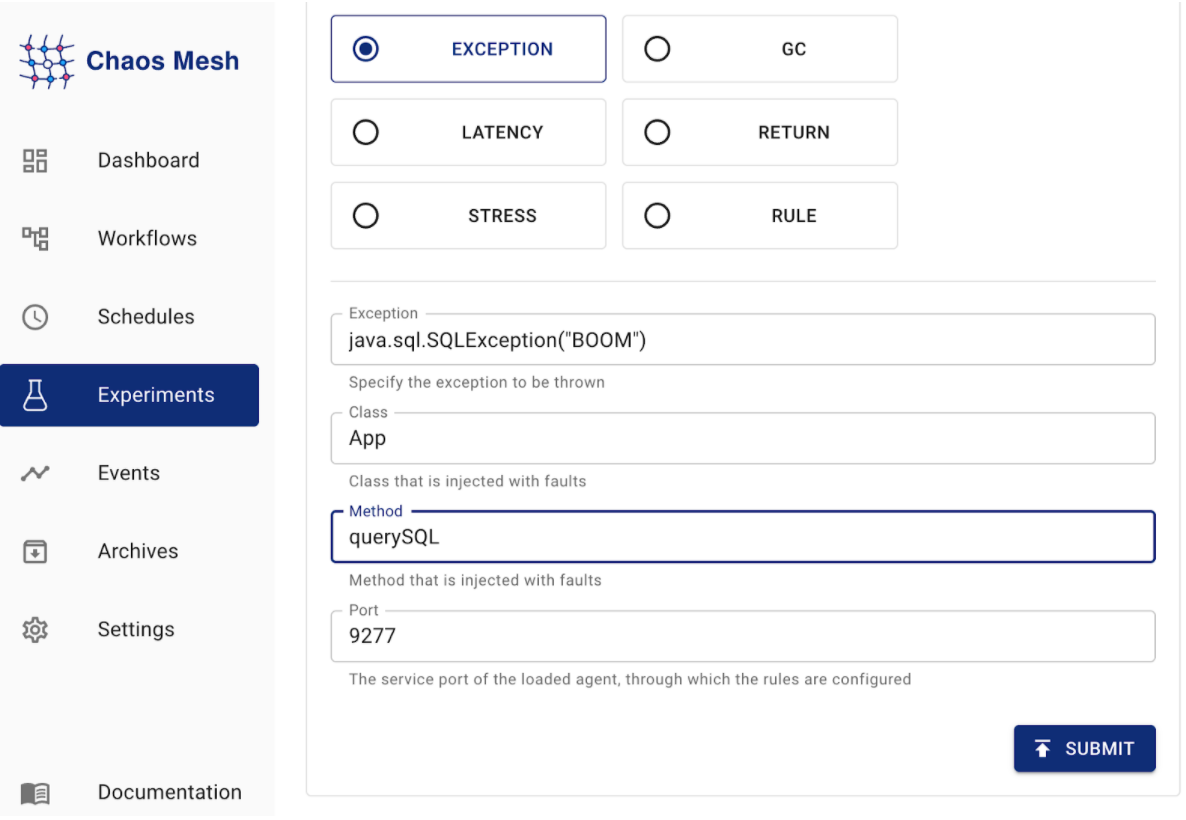 Chaos Mesh
Dashboard
Workflows
Schedules
Experiments
Events
Archives
Settings
Documentation
EXCEPTION
GC
LATENCY
RETURN
STRESS
RULE
Exception
java.sql.SQLException("BOOM")
Specify the exception to be thrown
Class
App
Class that is injected with faults
Method
querySQL
Method that is injected with faults
Port
9277
The service port of the loaded agent, through which the rules are configured
SUBMIT